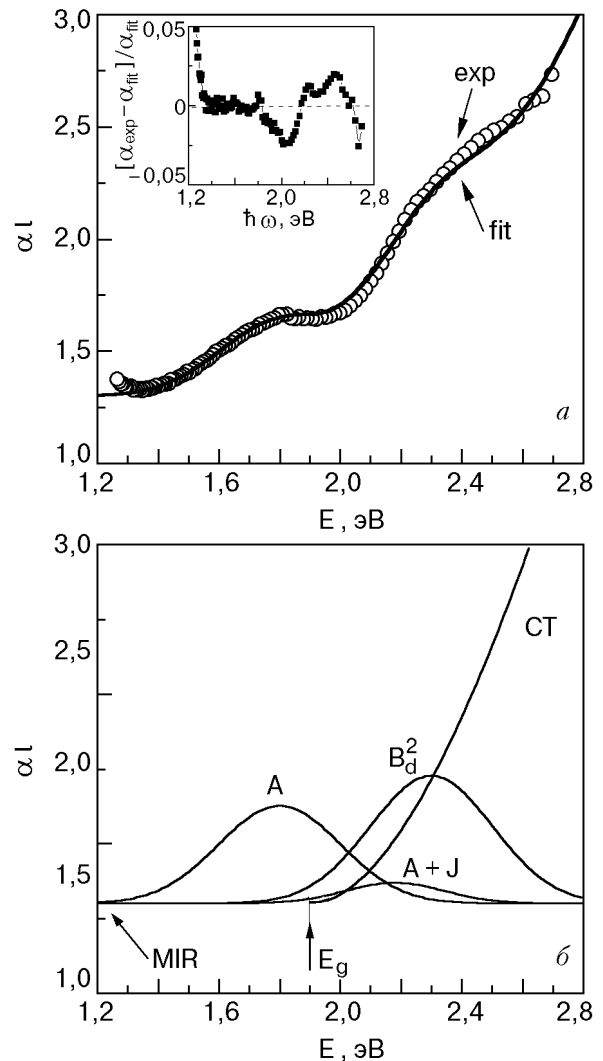 3,0
2,5
2,0
1,5
1,0
α l
0,05
0
−0,05
[α_exp − α_fit] / α_fit
1,2 2,0 2,8
ħ ω, эВ
exp
fit
а
1,2 1,6 2,0 2,4 2,8
E , эВ
3,0
2,5
2,0
1,5
1,0
α l
CT
B_d^2
A
A + J
MIR
E_g
б
1,2 1,6 2,0 2,4 2,8
E , эВ